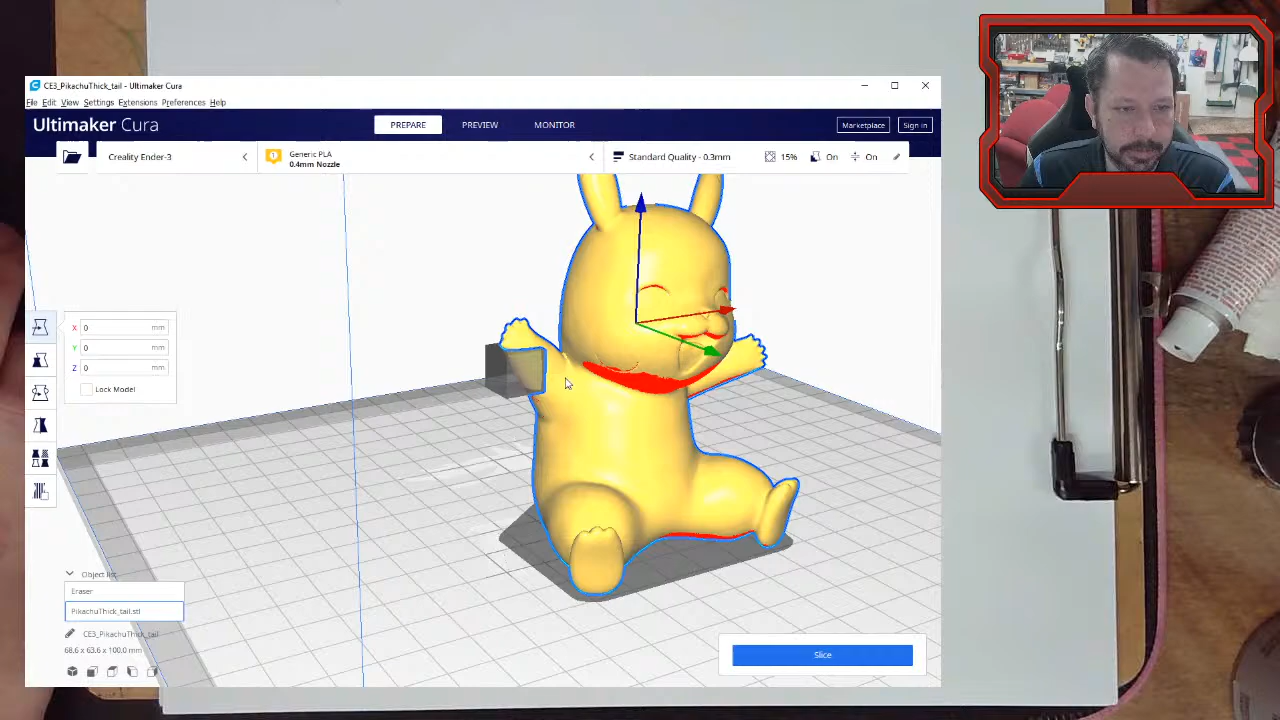 CE3_PikachuThick_tail - Ultimaker Cura
File Edit View Settings Extensions Preferences Help
Ultimaker Cura
PREPARE
PREVIEW
MONITOR
Marketplace
Sign in
Creality Ender-3
Generic PLA
0.4mm Nozzle
Standard Quality - 0.3mm
15%
On
On
X 0 mm
Y 0 mm
Z 0 mm
Lock Model
Object list
Eraser
PikachuThick_tail.stl
CE3_PikachuThick_tail
68.6 x 63.6 x 100.0 mm
Slice